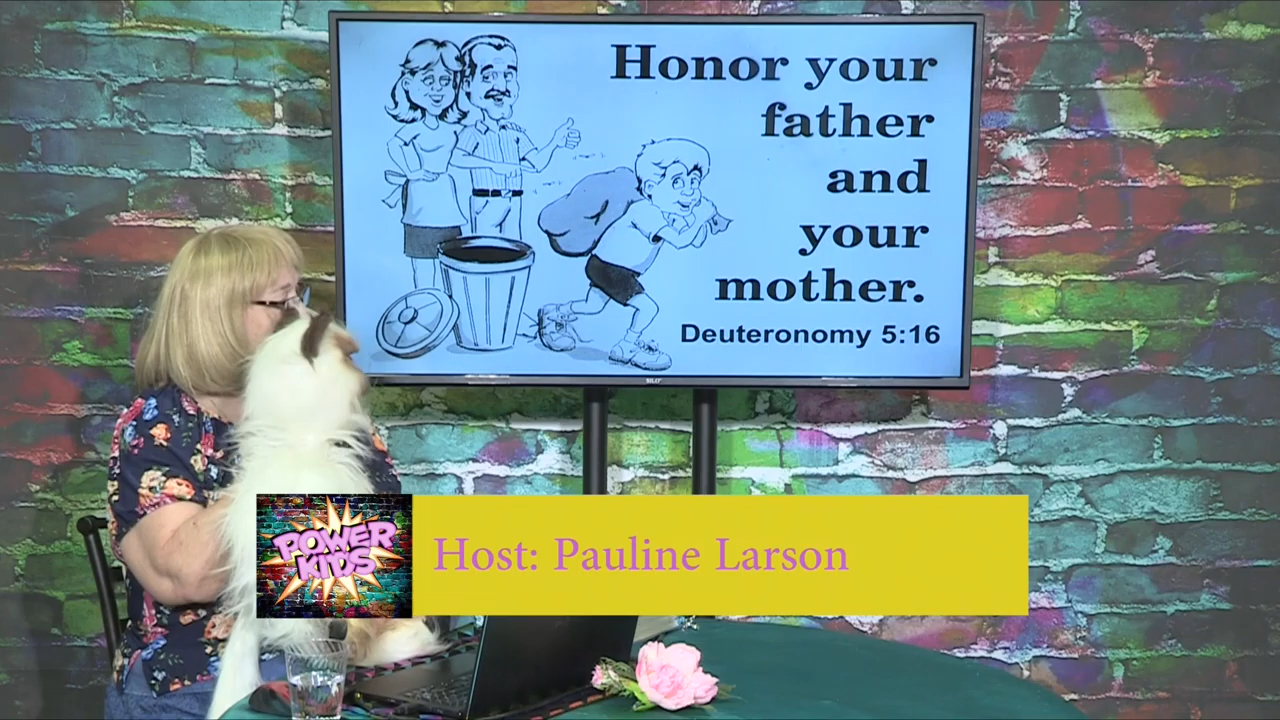 Honor your
father
and
your
mother.
Deuteronomy 5:16
POWER
KIDS
Host: Pauline Larson